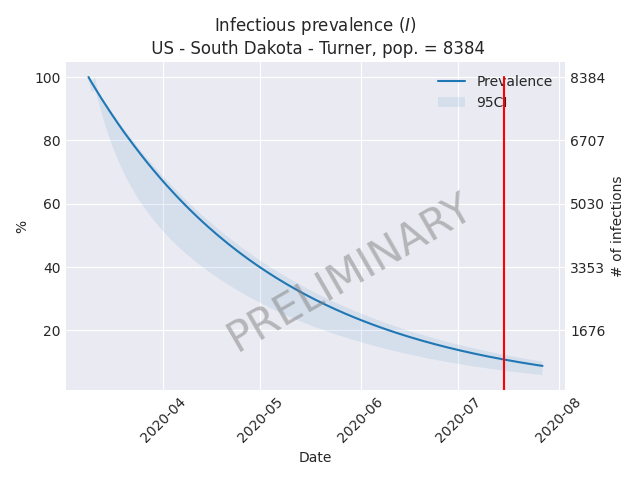 Infectious prevalence (I)
US - South Dakota - Turner, pop. = 8384
Prevalence
95CI
100
80
60
40
20
%
8384
6707
5030
3353
1676
# of infections
PRELIMINARY
2020-04
2020-05
2020-06
2020-07
2020-08
Date